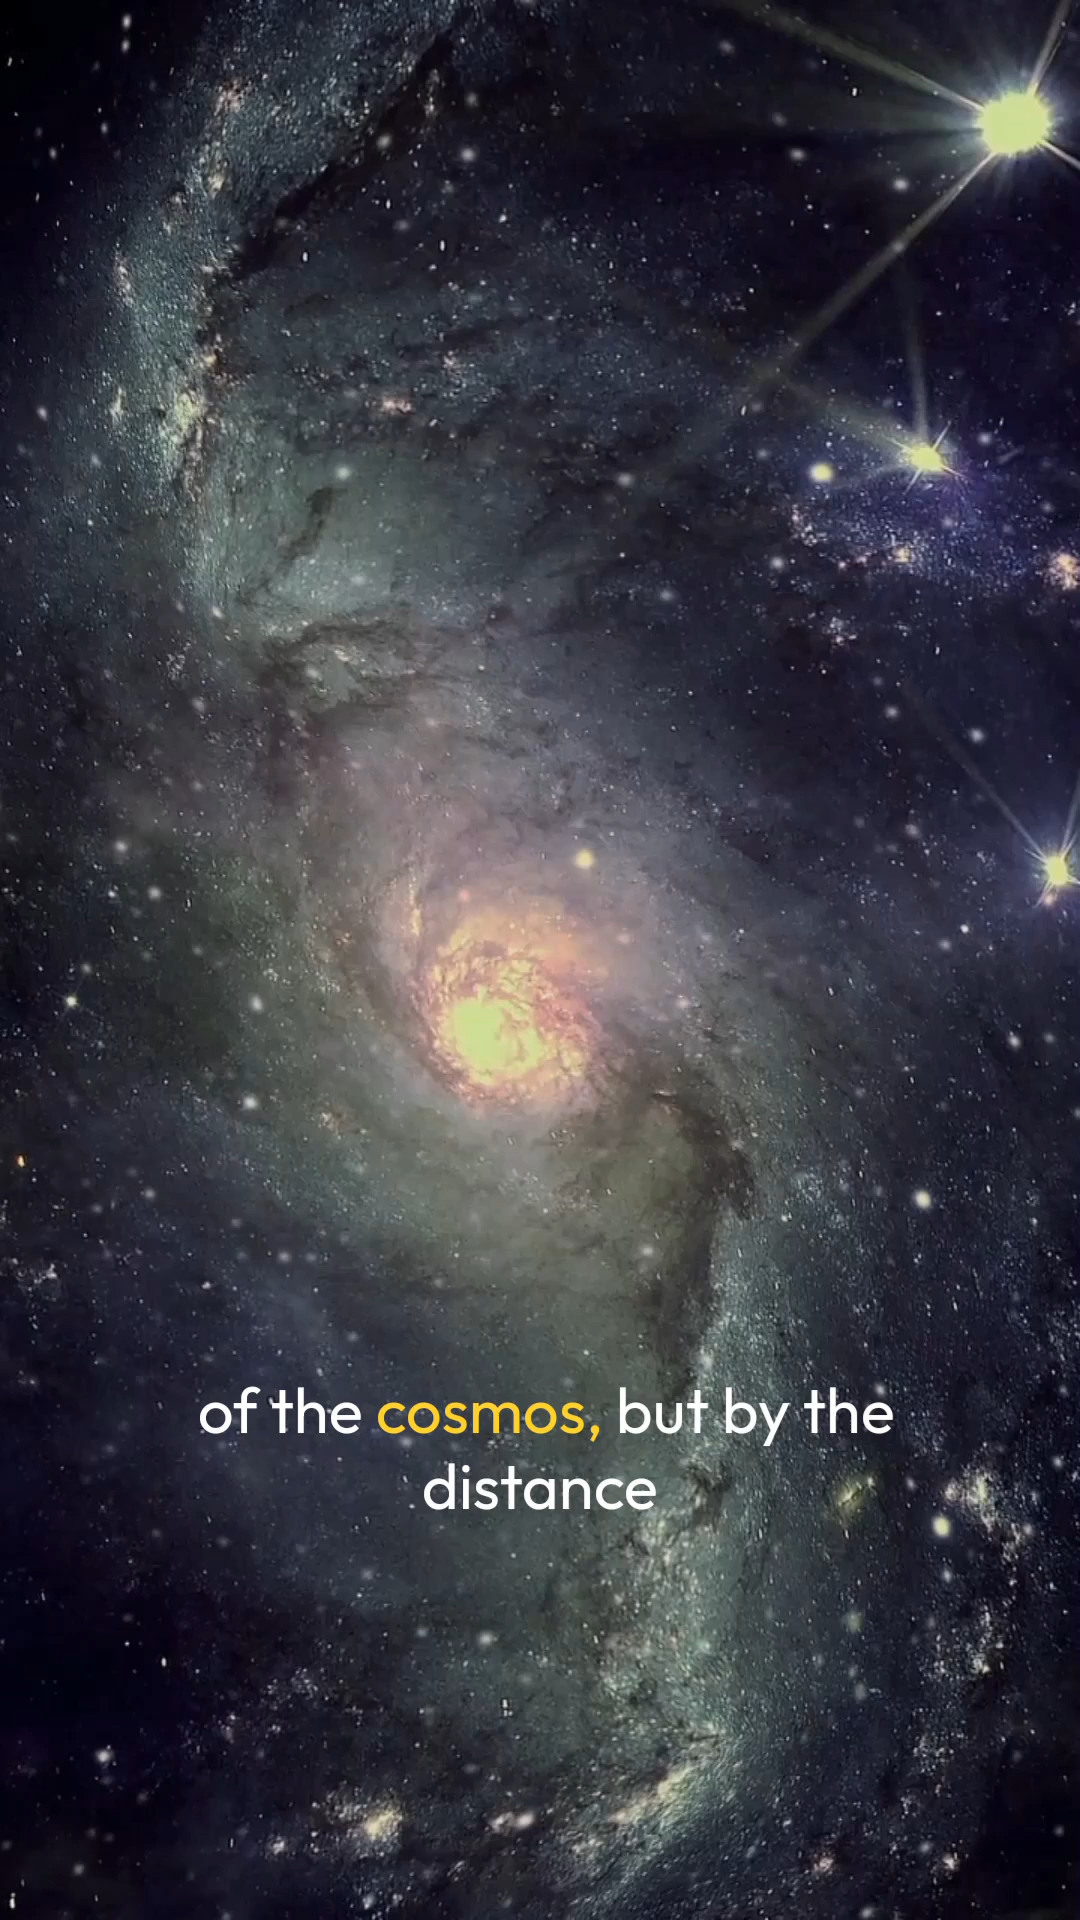 of the cosmos, but by the
distance